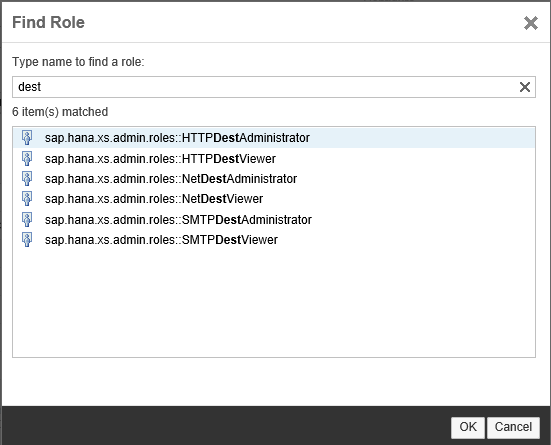 Find Role
Type name to find a role:
dest
6 item(s) matched
sap.hana.xs.admin.roles::HTTPDestAdministrator
sap.hana.xs.admin.roles::HTTPDestViewer
sap.hana.xs.admin.roles::NetDestAdministrator
sap.hana.xs.admin.roles::NetDestViewer
sap.hana.xs.admin.roles::SMTPDestAdministrator
sap.hana.xs.admin.roles::SMTPDestViewer
OK Cancel